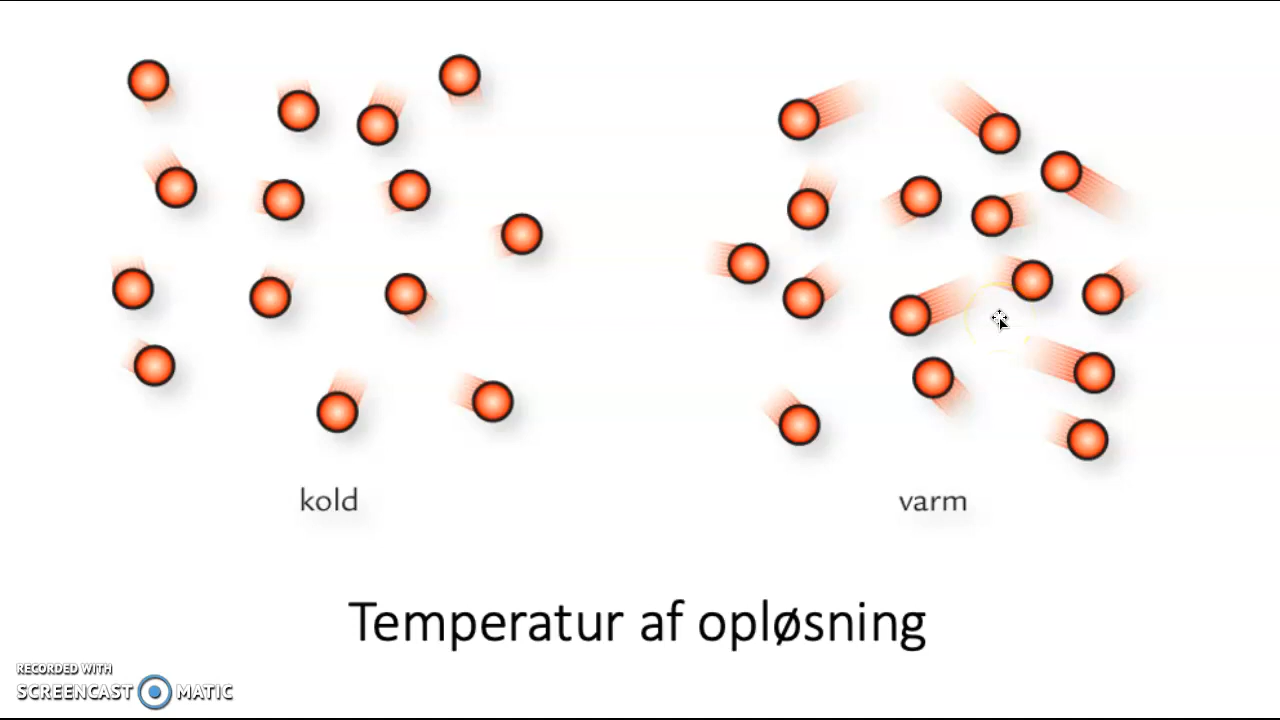 kold
varm
Temperatur af opløsning
RECORDED WITH
SCREENCAST MATIC